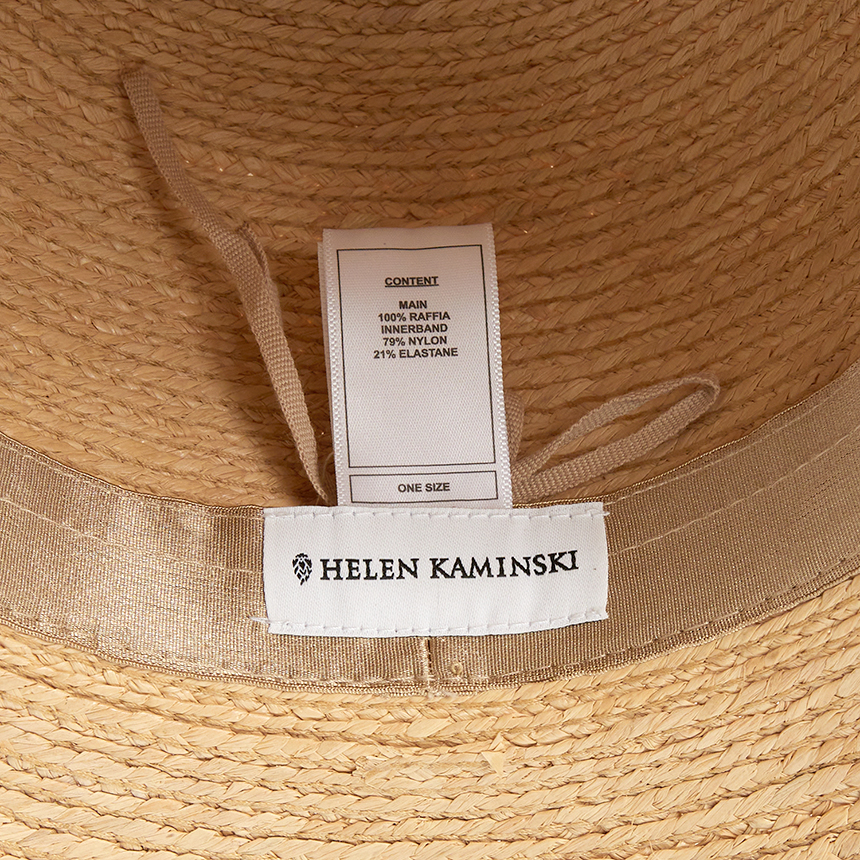 CONTENT
MAIN
100% RAFFIA
INNERBAND
79% NYLON
21% ELASTANE
ONE SIZE
HELEN KAMINSKI